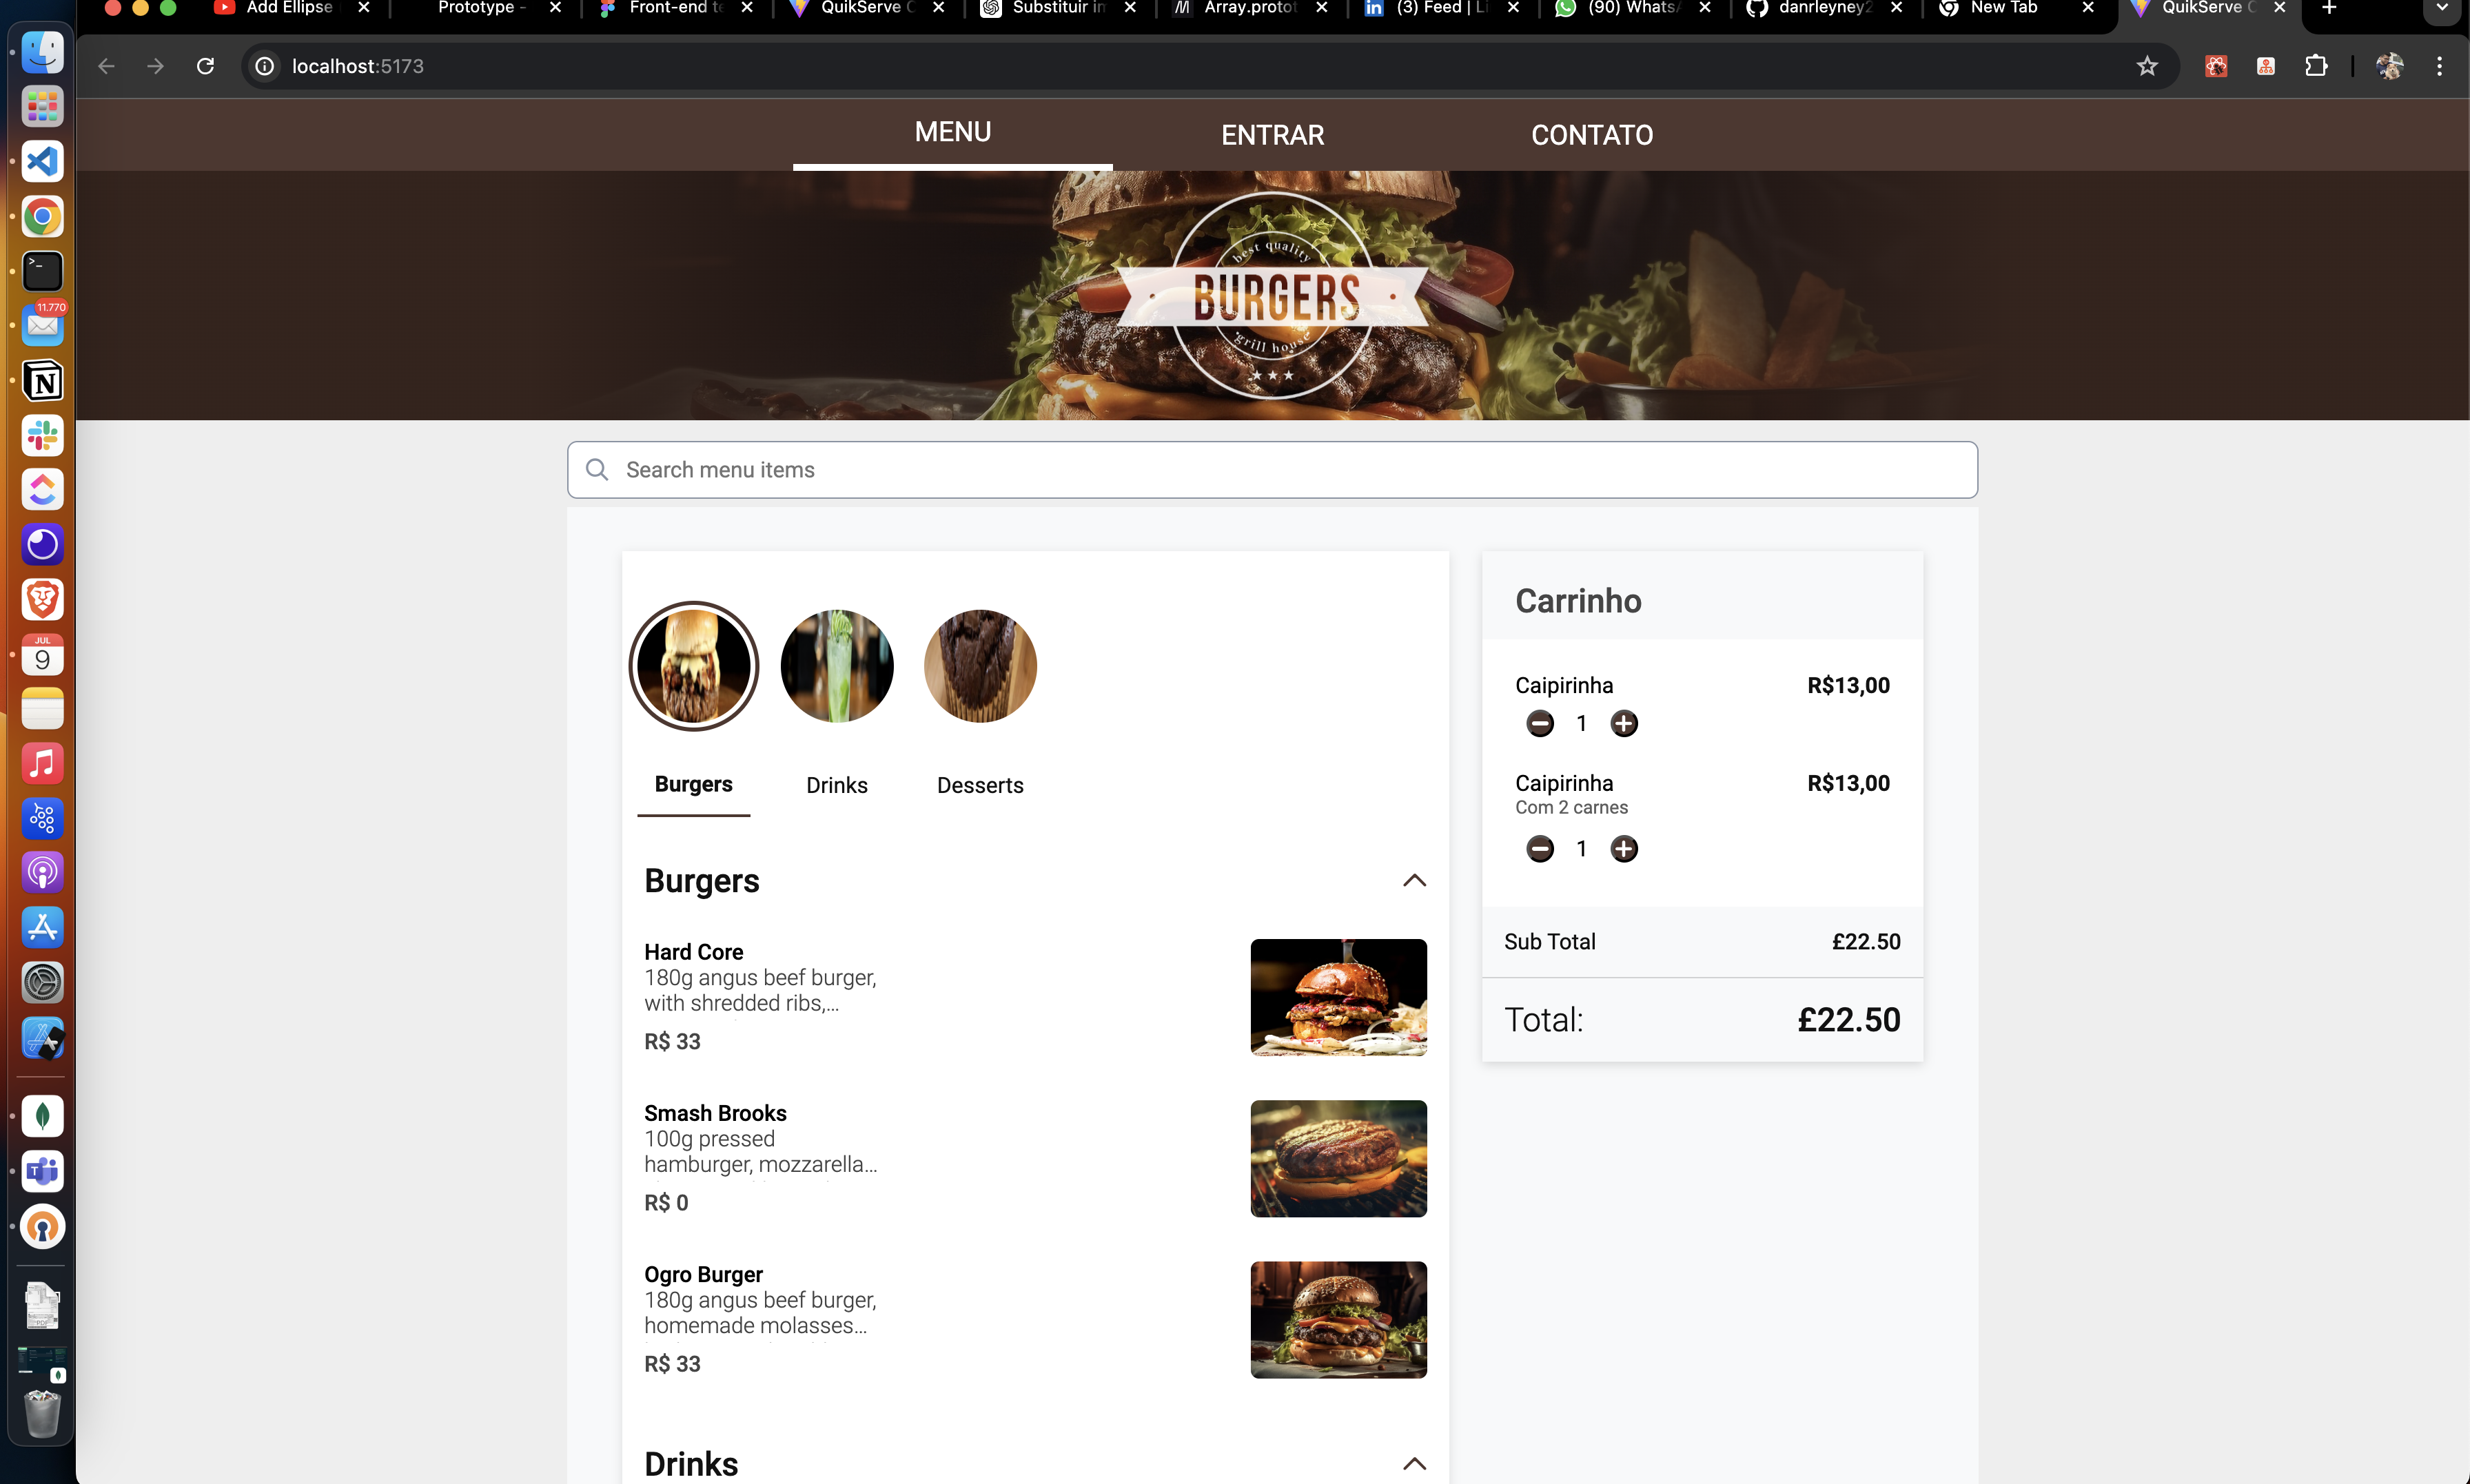 Add Ellipse
Prototype -
Front-end te
QuikServe C
Substituir in
Array.protot
(3) Feed | Li
(90) WhatsA
danrleyney2
New Tab
QuikServe C
localhost:5173
MENU
ENTRAR
CONTATO
best quality
BURGERS
grill house
11.770
JUL
9
Search menu items
Carrinho
Caipirinha R$13,00
1
Caipirinha R$13,00
Com 2 carnes
1
Sub Total £22.50
Total: £22.50
Burgers
Drinks
Desserts
Burgers
Hard Core
180g angus beef burger,
with shredded ribs,...
R$ 33
Smash Brooks
100g pressed
hamburger, mozzarella...
R$ 0
Ogro Burger
180g angus beef burger,
homemade molasses...
R$ 33
Drinks